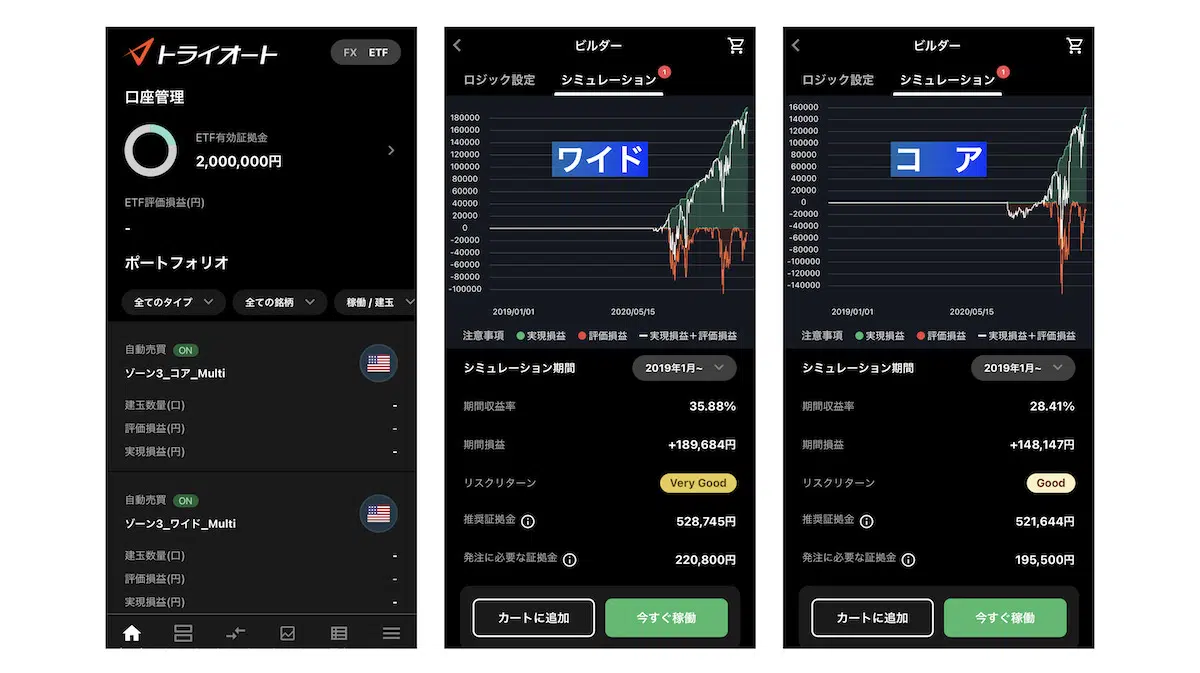 トライオート
FX ETF
口座管理
ETF有効証拠金
2,000,000円
ETF評価損益(円)
-
ポートフォリオ
全てのタイプ 全ての銘柄 稼働 / 建玉
自動売買 ON
ゾーン3_コア_Multi
建玉数量(口) -
評価損益(円) -
実現損益(円) -
自動売買 ON
ゾーン3_ワイド_Multi
建玉数量(口) -
評価損益(円) -
実現損益(円) -
ビルダー
ロジック設定 シミュレーション 1
ワイド
180000
160000
140000
120000
100000
80000
60000
40000
20000
0
-20000
-40000
-60000
-80000
-100000
2019/01/01 2020/05/15
注意事項 実現損益 評価損益 実現損益+評価損益
シミュレーション期間 2019年1月~
期間収益率 35.88%
期間損益 +189,684円
リスクリターン Very Good
推奨証拠金 528,745円
発注に必要な証拠金 220,800円
カートに追加 今すぐ稼働
ビルダー
ロジック設定 シミュレーション 1
コ ア
160000
140000
120000
100000
80000
60000
40000
20000
0
-20000
-40000
-60000
-80000
-100000
-120000
-140000
2019/01/01 2020/05/15
注意事項 実現損益 評価損益 実現損益+評価損益
シミュレーション期間 2019年1月~
期間収益率 28.41%
期間損益 +148,147円
リスクリターン Good
推奨証拠金 521,644円
発注に必要な証拠金 195,500円
カートに追加 今すぐ稼働